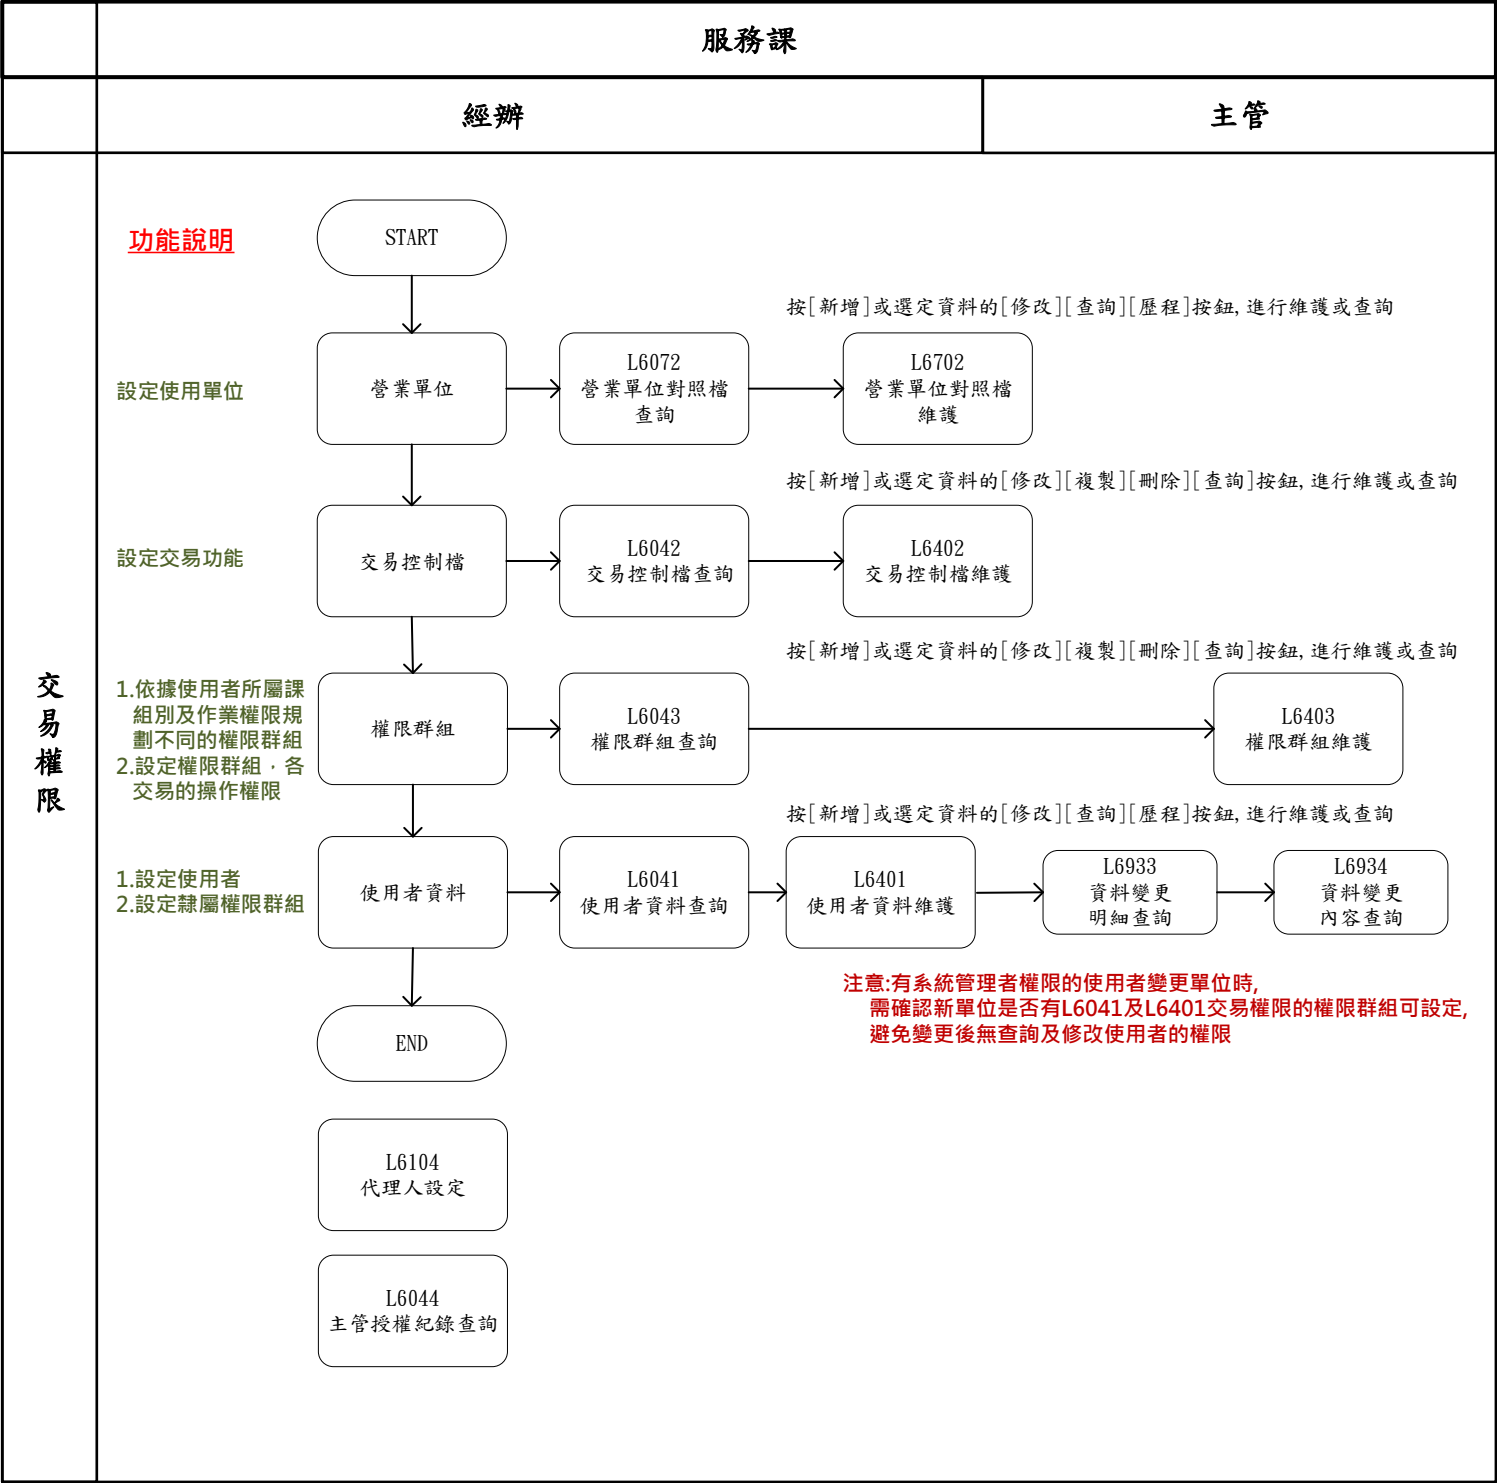 服務課
經辦
主管
交易權限
功能說明
START
按[新增]或選定資料的[修改][查詢][歷程]按鈕,進行維護或查詢
設定使用單位
營業單位
L6072
營業單位對照檔
查詢
L6702
營業單位對照檔
維護
按[新增]或選定資料的[修改][複製][刪除][查詢]按鈕,進行維護或查詢
設定交易功能
交易控制檔
L6042
交易控制檔查詢
L6402
交易控制檔維護
按[新增]或選定資料的[修改][複製][刪除][查詢]按鈕,進行維護或查詢
1.依據使用者所屬課
組別及作業權限規
劃不同的權限群組
2.設定權限群組，各
交易的操作權限
權限群組
L6043
權限群組查詢
L6403
權限群組維護
按[新增]或選定資料的[修改][查詢][歷程]按鈕,進行維護或查詢
1.設定使用者
2.設定隸屬權限群組
使用者資料
L6041
使用者資料查詢
L6401
使用者資料維護
L6933
資料變更
明細查詢
L6934
資料變更
內容查詢
注意:有系統管理者權限的使用者變更單位時,
需確認新單位是否有L6041及L6401交易權限的權限群組可設定,
避免變更後無查詢及修改使用者的權限
END
L6104
代理人設定
L6044
主管授權紀錄查詢